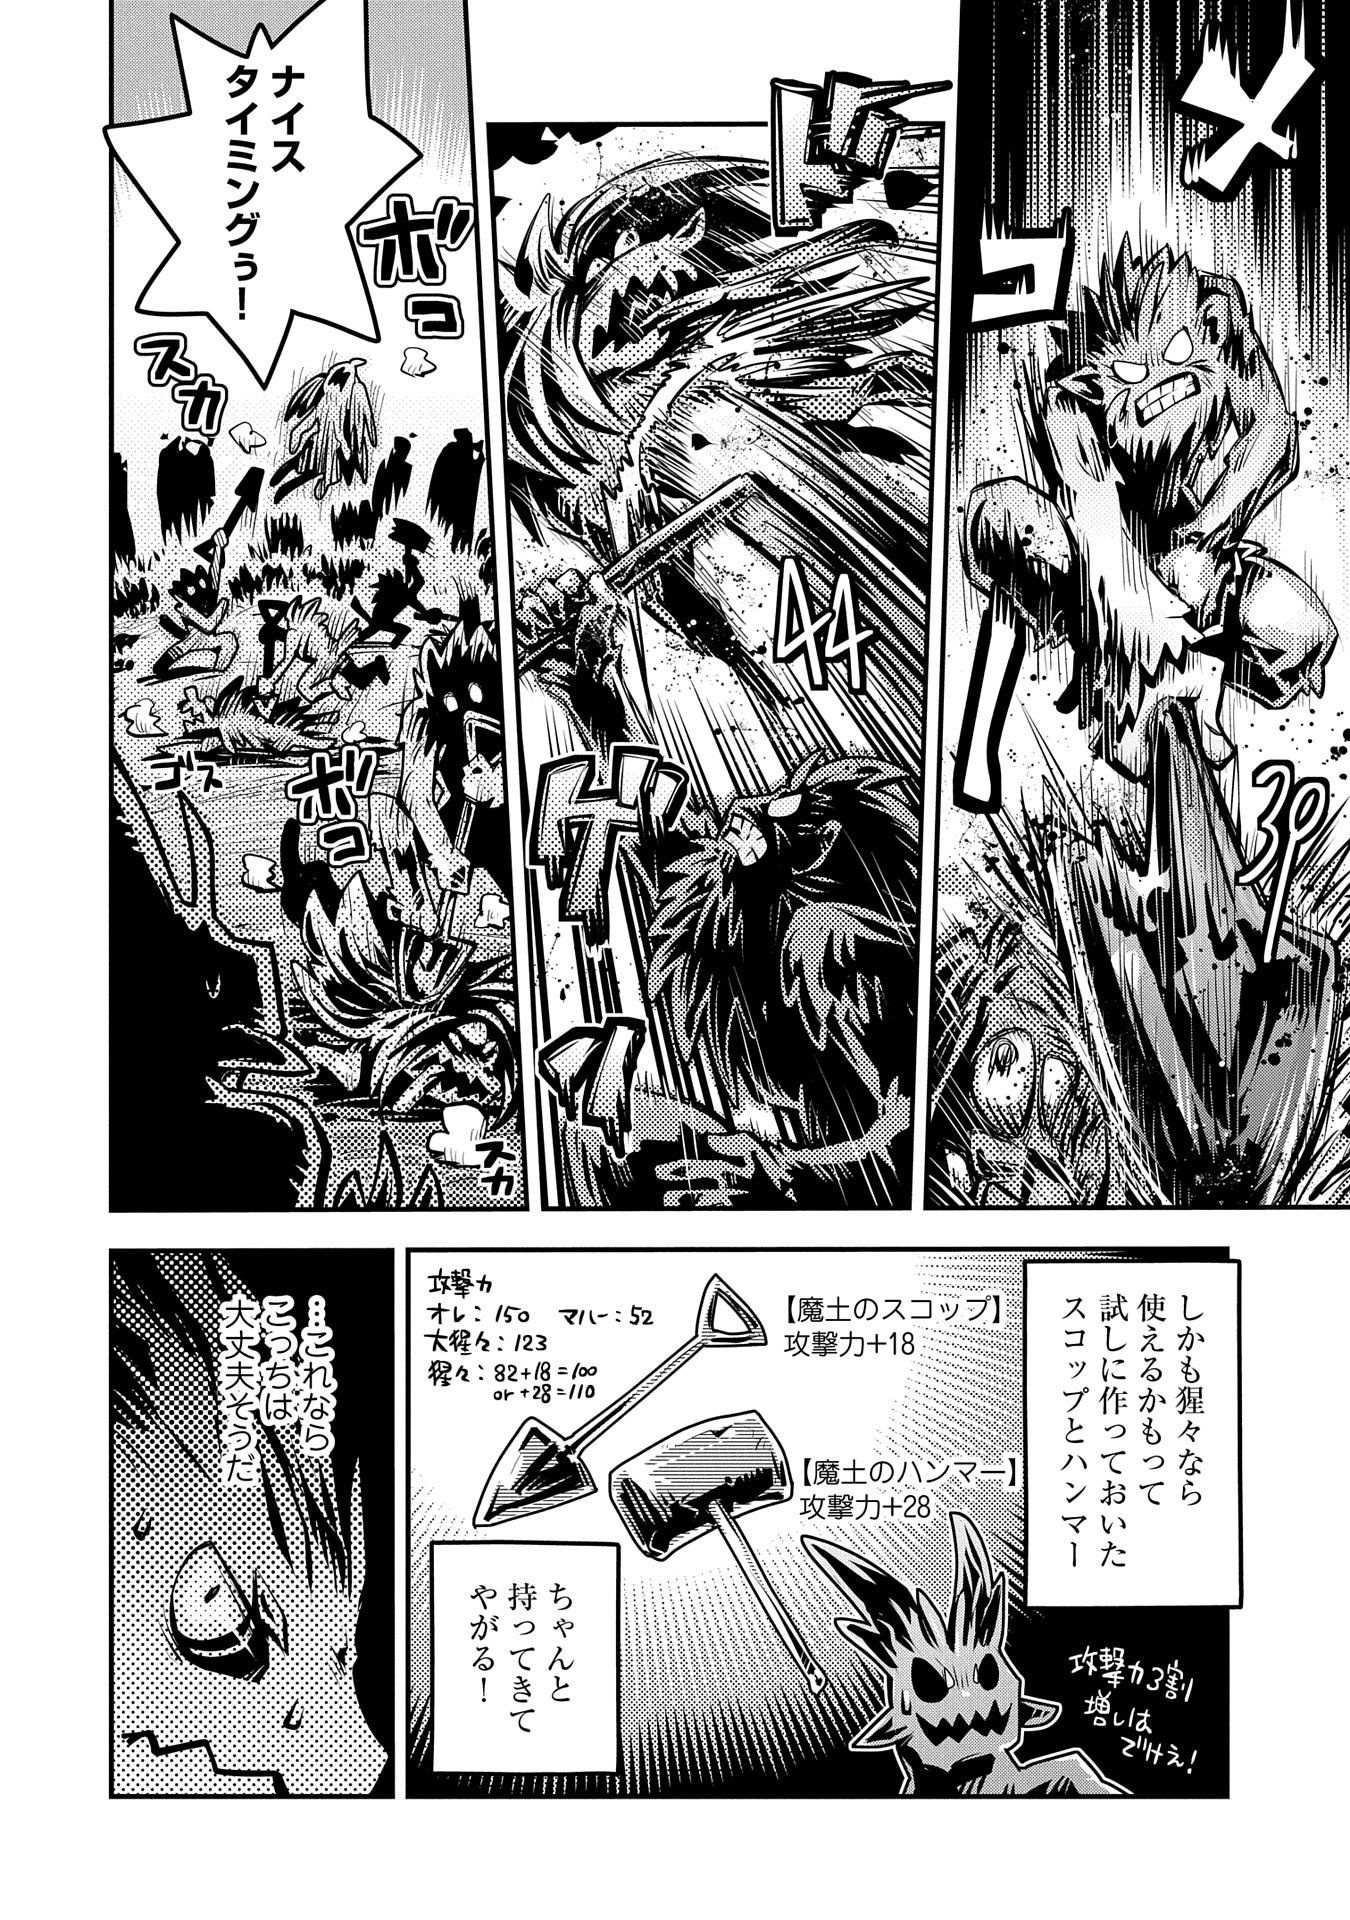 ドゴッ
39
44
ザシュ
ナイス
タイミングぅ！
ボコ
スカ
ボコ
ゴス
スカ
しかも猩々なら
使えるかもって
試しに作っておいた
スコップとハンマー
【魔土のスコップ】
攻撃力+18
【魔土のハンマー】
攻撃力+28
攻撃力
オレ：150　マハー：52
大猩々：123
猩々：82+18=100
or +28=110
攻撃力3割
増しは
でけぇ！
ちゃんと
持ってきて
やがる！
…これなら
こっちは
大丈夫そうだ